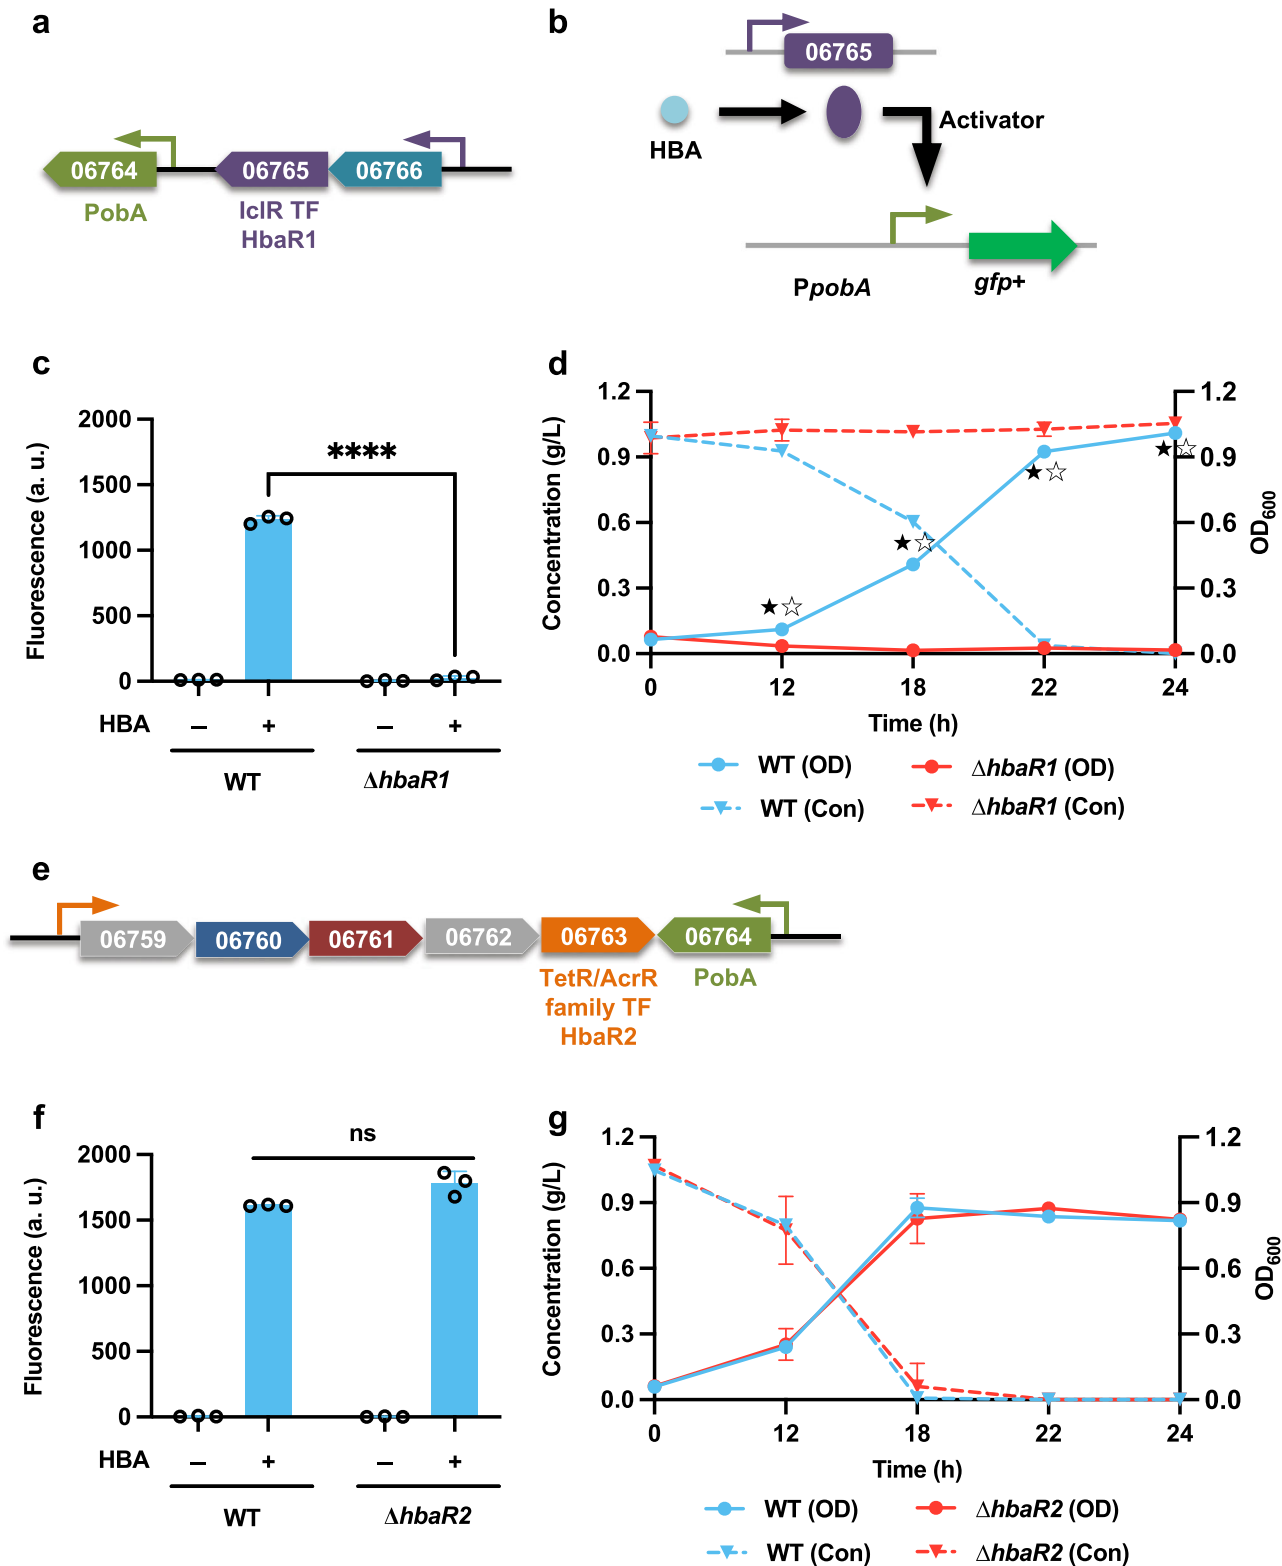 a
06764
06765
06766
PobA
IclR TF
HbaR1
b
06765
HBA
Activator
PpobA
gfp+
c
Fluorescence (a. u.)
2000
1500
1000
500
0
****
HBA
–
+
–
+
WT
ΔhbaR1
d
Concentration (g/L)
1.2
0.9
0.6
0.3
0.0
1.2
0.9
0.6
0.3
0.0
OD600
★☆
★☆
★☆
★☆
0
12
18
22
24
Time (h)
WT (OD)
ΔhbaR1 (OD)
WT (Con)
ΔhbaR1 (Con)
e
06759
06760
06761
06762
06763
06764
TetR/AcrR
family TF
HbaR2
PobA
f
Fluorescence (a. u.)
2000
1500
1000
500
0
ns
HBA
–
+
–
+
WT
ΔhbaR2
g
Concentration (g/L)
1.2
0.9
0.6
0.3
0.0
1.2
0.9
0.6
0.3
0.0
OD600
0
12
18
22
24
Time (h)
WT (OD)
ΔhbaR2 (OD)
WT (Con)
ΔhbaR2 (Con)